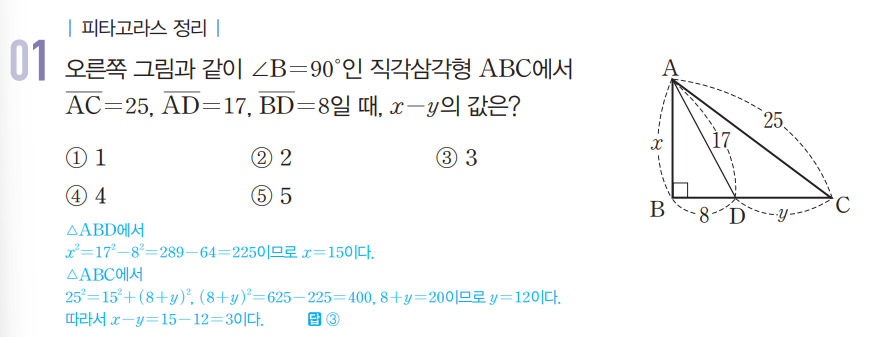 | 피타고라스 정리 |
01 오른쪽 그림과 같이 ∠B=90°인 직각삼각형 ABC에서
AC=25, AD=17, BD=8일 때, x-y의 값은?
① 1 ② 2 ③ 3
④ 4 ⑤ 5
△ABD에서
x²=17²-8²=289-64=225이므로 x=15이다.
△ABC에서
25²=15²+(8+y)², (8+y)²=625-225=400, 8+y=20이므로 y=12이다.
따라서 x-y=15-12=3이다. 답 ③
A
25
17
x
B
8
D
y
C